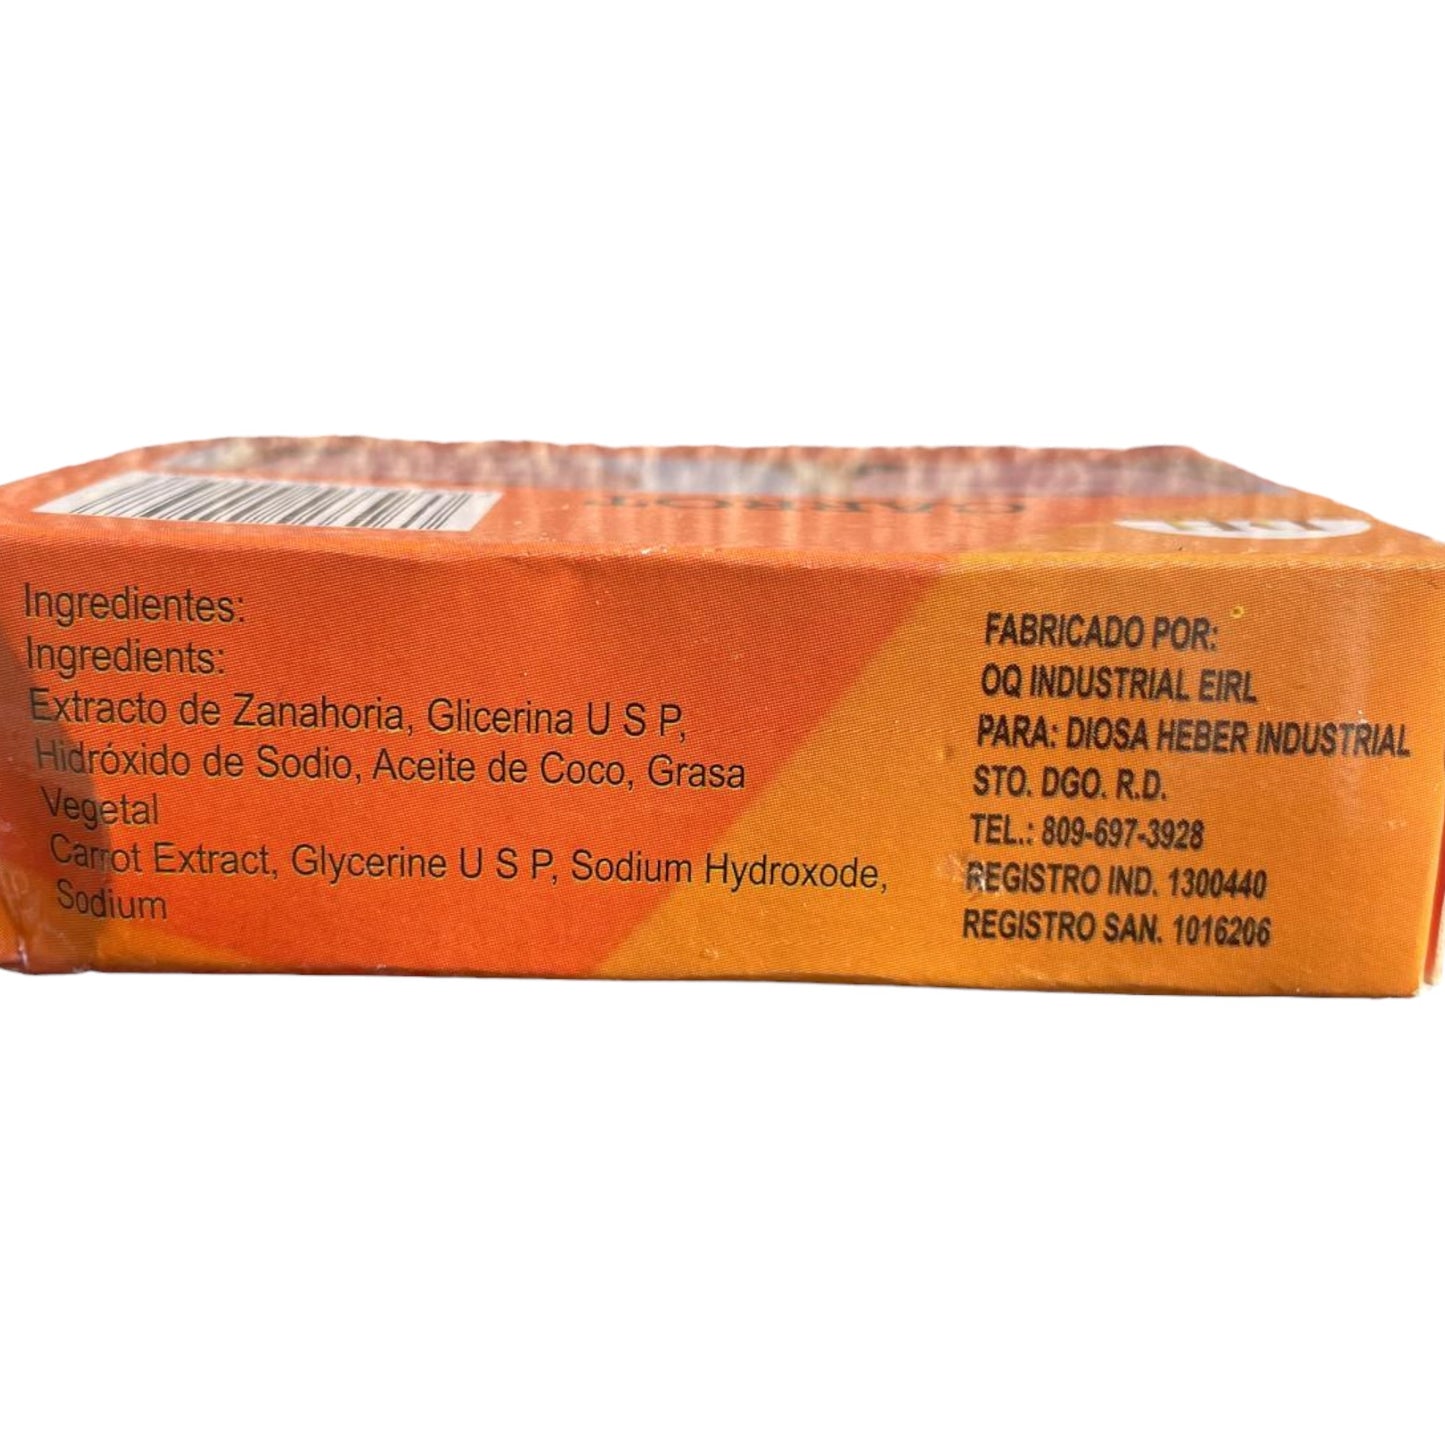 CARROT
Ingredientes:
Ingredients:
Extracto de Zanahoria, Glicerina U S P,
Hidróxido de Sodio, Aceite de Coco, Grasa
Vegetal
Carrot Extract, Glycerine U S P, Sodium Hydroxode,
Sodium
FABRICADO POR:
OQ INDUSTRIAL EIRL
PARA: DIOSA HEBER INDUSTRIAL
STO. DGO. R.D.
TEL.: 809-697-3928
REGISTRO IND. 1300440
REGISTRO SAN. 1016206